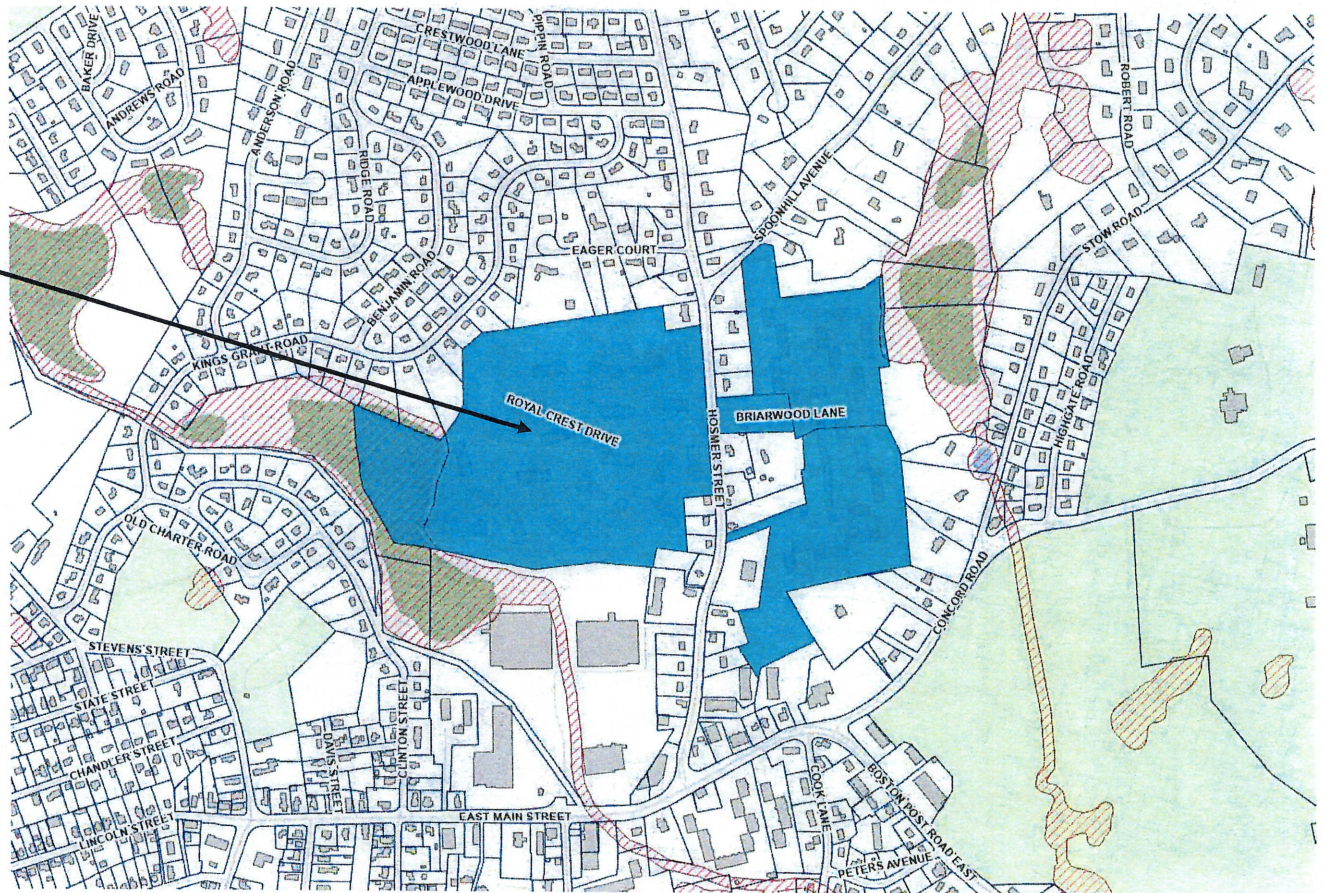 BAKER DRIVE
ANDREWS ROAD
ANDERSON ROAD
CRESTWOOD LANE
PIPPIN ROAD
APPLEWOOD DRIVE
RIDGE ROAD
ROBERT ROAD
SPOONHILL AVENUE
STOW ROAD
EAGER COURT
BENJAMIN ROAD
KINGS GRANT ROAD
ROYAL CREST DRIVE
HOSMER STREET
BRIARWOOD LANE
HIGHGATE ROAD
OLD CHARTER ROAD
CONCORD ROAD
STEVENS STREET
STATE STREET
CHANDLER STREET
LINCOLN STREET
DAVIS STREET
CLINTON STREET
EAST MAIN STREET
COOK LANE
BOSTON POST ROAD EAST
PETERS AVENUE